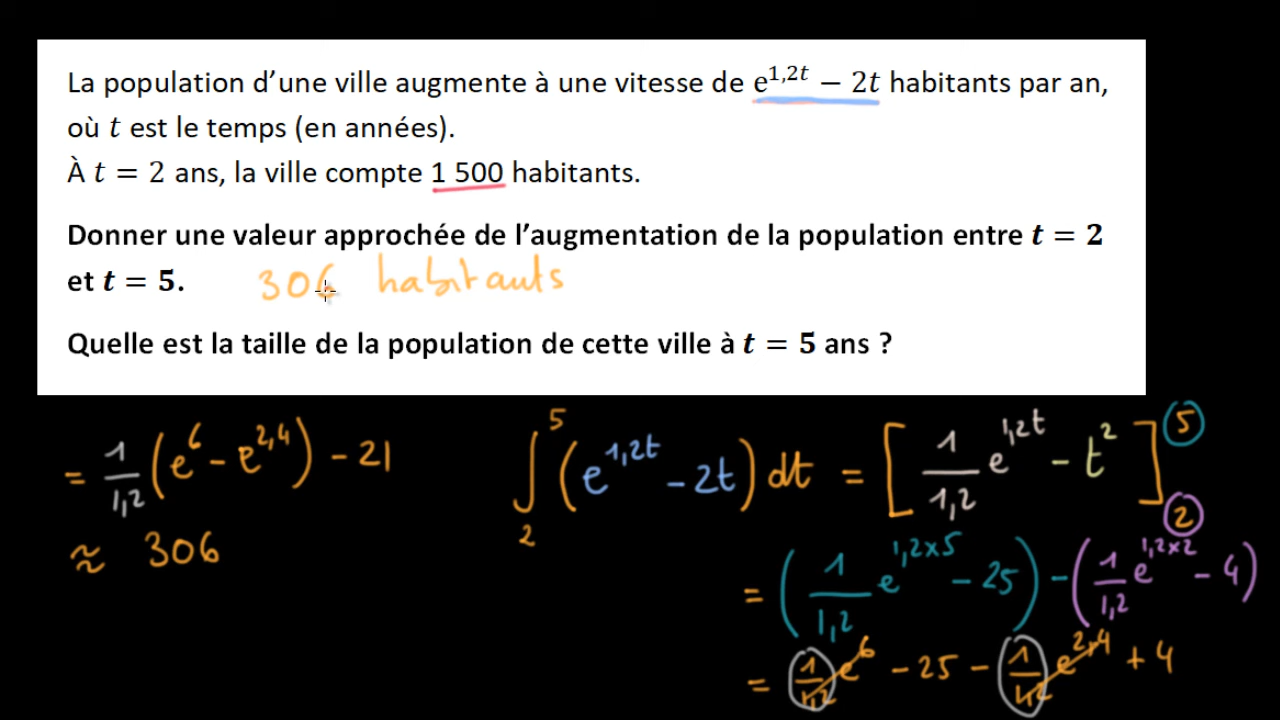 La population d’une ville augmente à une vitesse de e^{1,2t} − 2t habitants par an,
où t est le temps (en années).
À t = 2 ans, la ville compte 1 500 habitants.
Donner une valeur approchée de l’augmentation de la population entre t = 2
et t = 5. 306 habitants
Quelle est la taille de la population de cette ville à t = 5 ans ?
∫_2^5 (e^{1,2t} - 2t) dt = [1/1,2 e^{1,2t} - t^2]_2^5
= (1/1,2 e^{1,2×5} - 25) - (1/1,2 e^{1,2×2} - 4)
= 1/1,2 e^6 - 25 - 1/1,2 e^{2,4} + 4
= 1/1,2 (e^6 - e^{2,4}) - 21
≈ 306